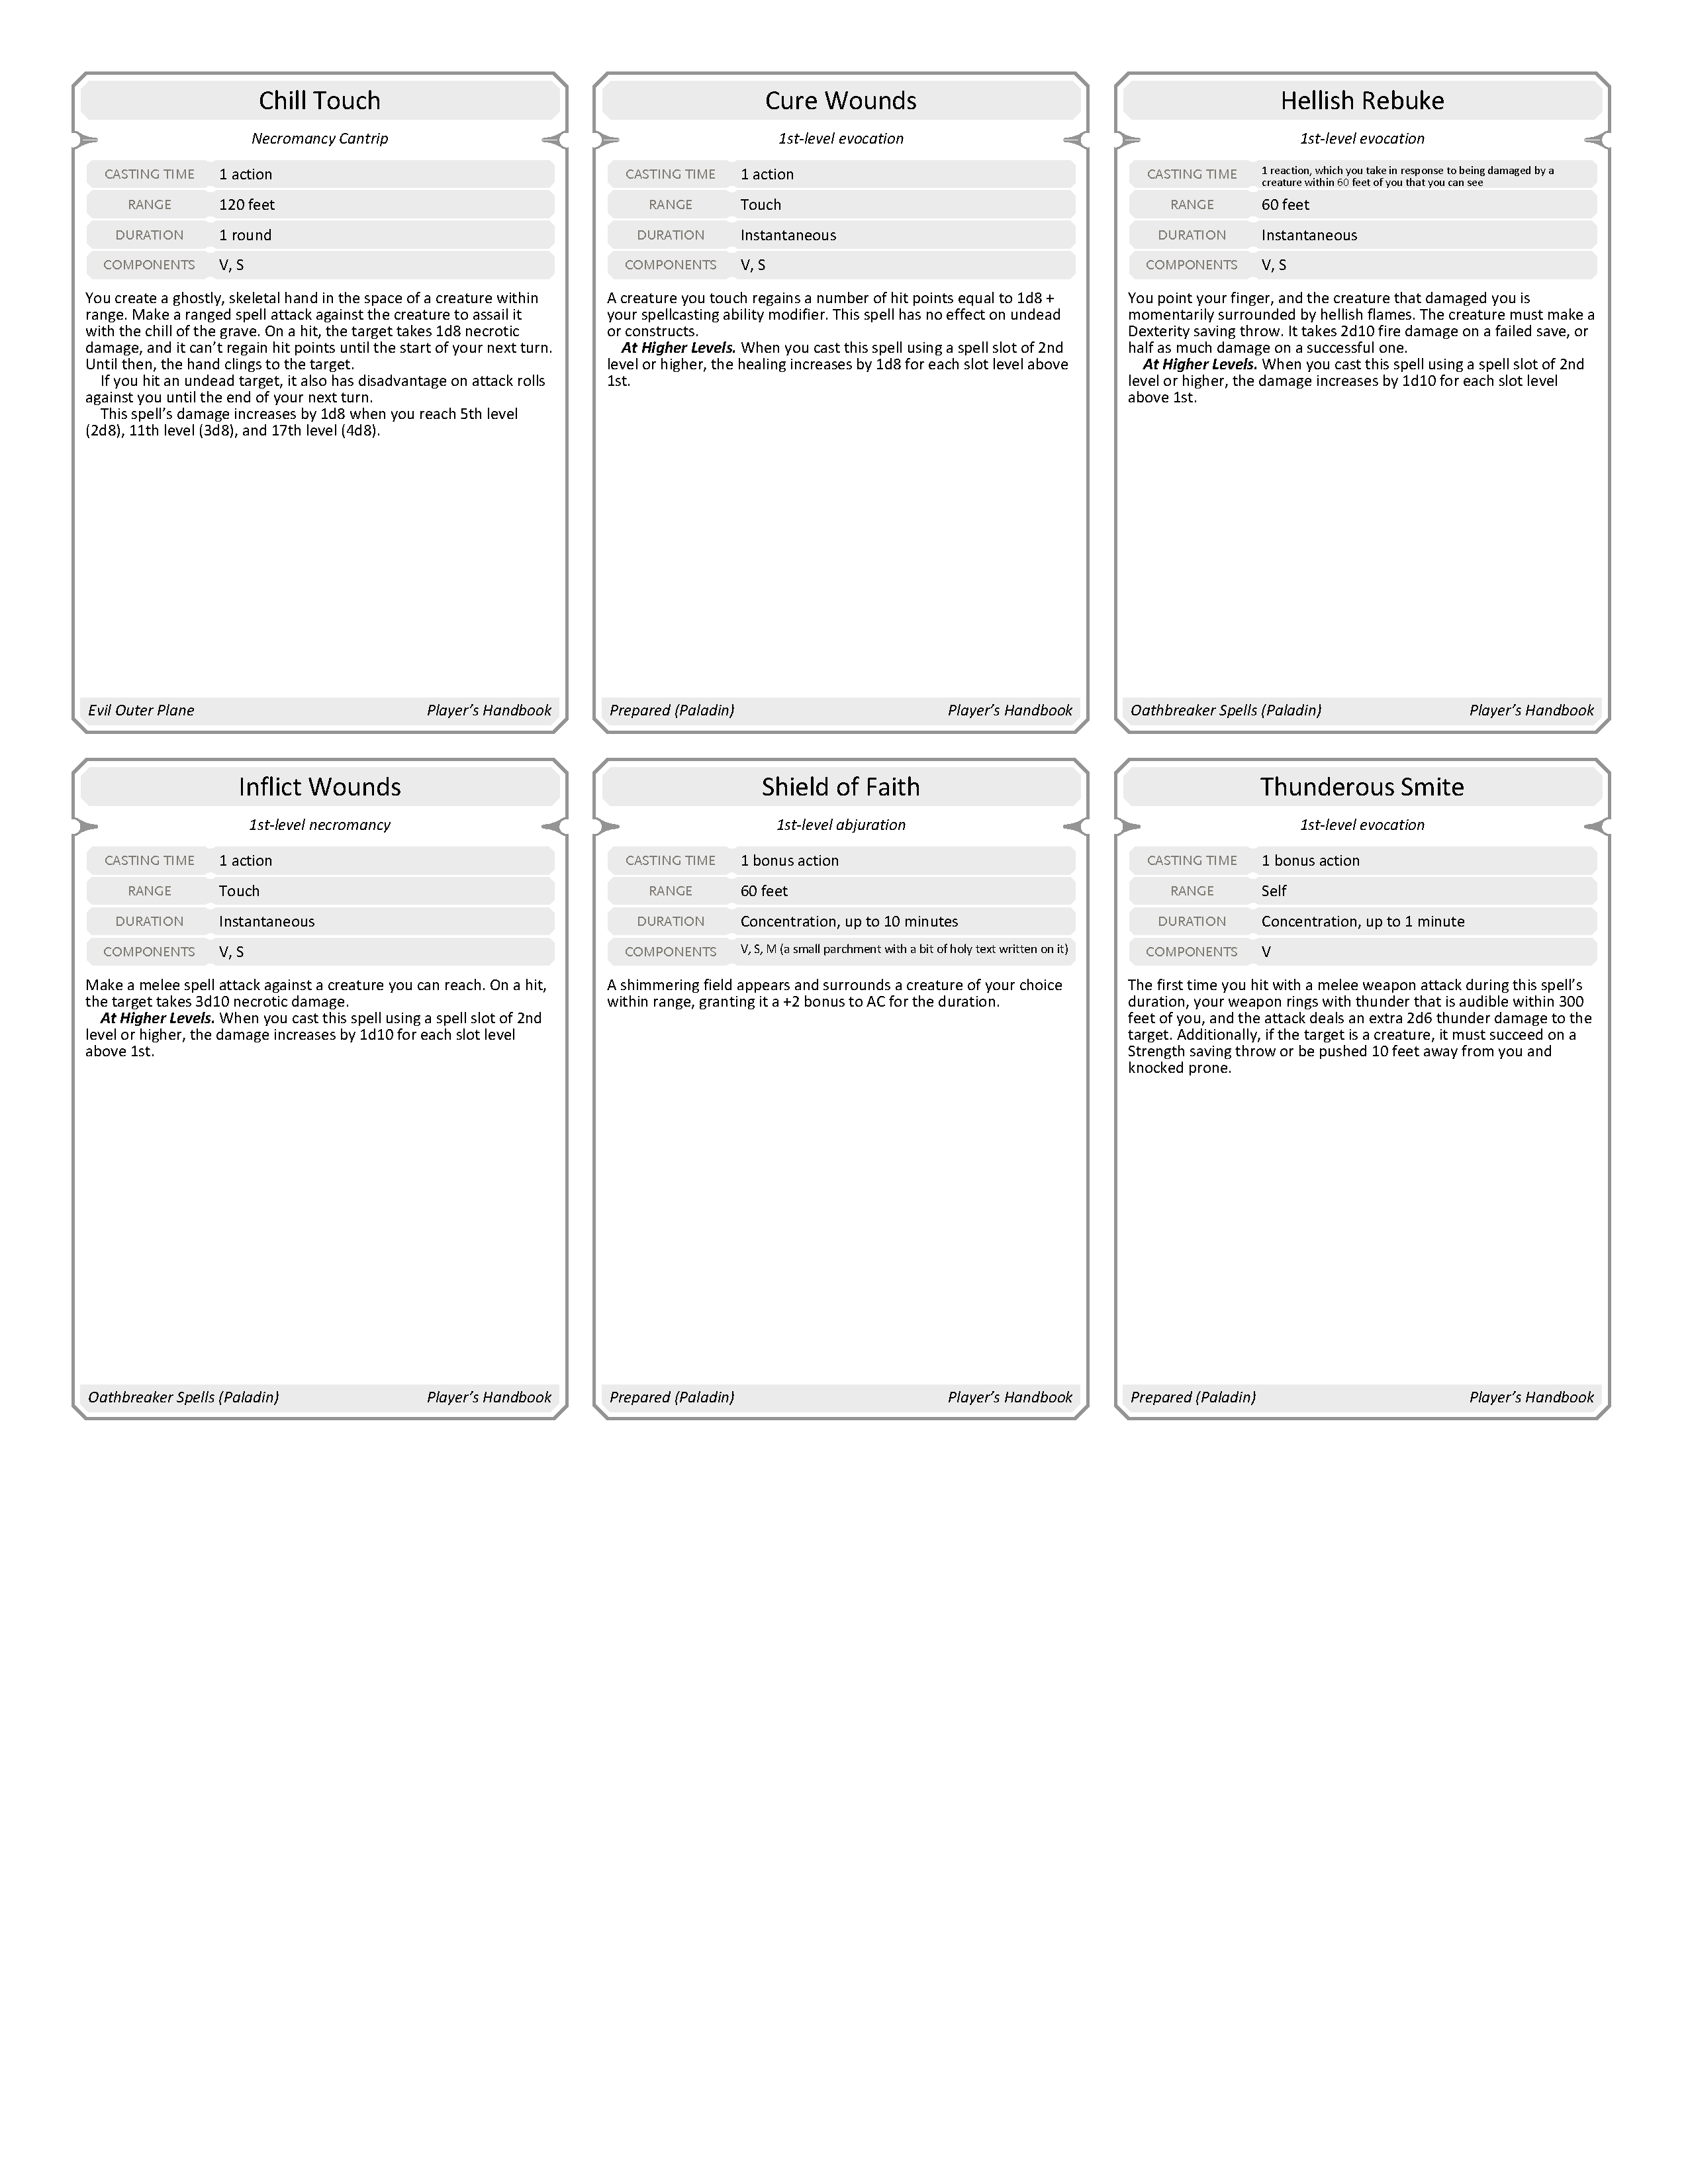 Chill Touch
Necromancy Cantrip
CASTING TIME 1 action
RANGE 120 feet
DURATION 1 round
COMPONENTS V, S
You create a ghostly, skeletal hand in the space of a creature within
range. Make a ranged spell attack against the creature to assail it
with the chill of the grave. On a hit, the target takes 1d8 necrotic
damage, and it can’t regain hit points until the start of your next turn.
Until then, the hand clings to the target.
If you hit an undead target, it also has disadvantage on attack rolls
against you until the end of your next turn.
This spell’s damage increases by 1d8 when you reach 5th level
(2d8), 11th level (3d8), and 17th level (4d8).
Evil Outer Plane Player’s Handbook
Cure Wounds
1st-level evocation
CASTING TIME 1 action
RANGE Touch
DURATION Instantaneous
COMPONENTS V, S
A creature you touch regains a number of hit points equal to 1d8 +
your spellcasting ability modifier. This spell has no effect on undead
or constructs.
At Higher Levels. When you cast this spell using a spell slot of 2nd
level or higher, the healing increases by 1d8 for each slot level above
1st.
Prepared (Paladin) Player’s Handbook
Hellish Rebuke
1st-level evocation
CASTING TIME 1 reaction, which you take in response to being damaged by a
creature within 60 feet of you that you can see
RANGE 60 feet
DURATION Instantaneous
COMPONENTS V, S
You point your finger, and the creature that damaged you is
momentarily surrounded by hellish flames. The creature must make a
Dexterity saving throw. It takes 2d10 fire damage on a failed save, or
half as much damage on a successful one.
At Higher Levels. When you cast this spell using a spell slot of 2nd
level or higher, the damage increases by 1d10 for each slot level
above 1st.
Oathbreaker Spells (Paladin) Player’s Handbook
Inflict Wounds
1st-level necromancy
CASTING TIME 1 action
RANGE Touch
DURATION Instantaneous
COMPONENTS V, S
Make a melee spell attack against a creature you can reach. On a hit,
the target takes 3d10 necrotic damage.
At Higher Levels. When you cast this spell using a spell slot of 2nd
level or higher, the damage increases by 1d10 for each slot level
above 1st.
Oathbreaker Spells (Paladin) Player’s Handbook
Shield of Faith
1st-level abjuration
CASTING TIME 1 bonus action
RANGE 60 feet
DURATION Concentration, up to 10 minutes
COMPONENTS V, S, M (a small parchment with a bit of holy text written on it)
A shimmering field appears and surrounds a creature of your choice
within range, granting it a +2 bonus to AC for the duration.
Prepared (Paladin) Player’s Handbook
Thunderous Smite
1st-level evocation
CASTING TIME 1 bonus action
RANGE Self
DURATION Concentration, up to 1 minute
COMPONENTS V
The first time you hit with a melee weapon attack during this spell’s
duration, your weapon rings with thunder that is audible within 300
feet of you, and the attack deals an extra 2d6 thunder damage to the
target. Additionally, if the target is a creature, it must succeed on a
Strength saving throw or be pushed 10 feet away from you and
knocked prone.
Prepared (Paladin) Player’s Handbook